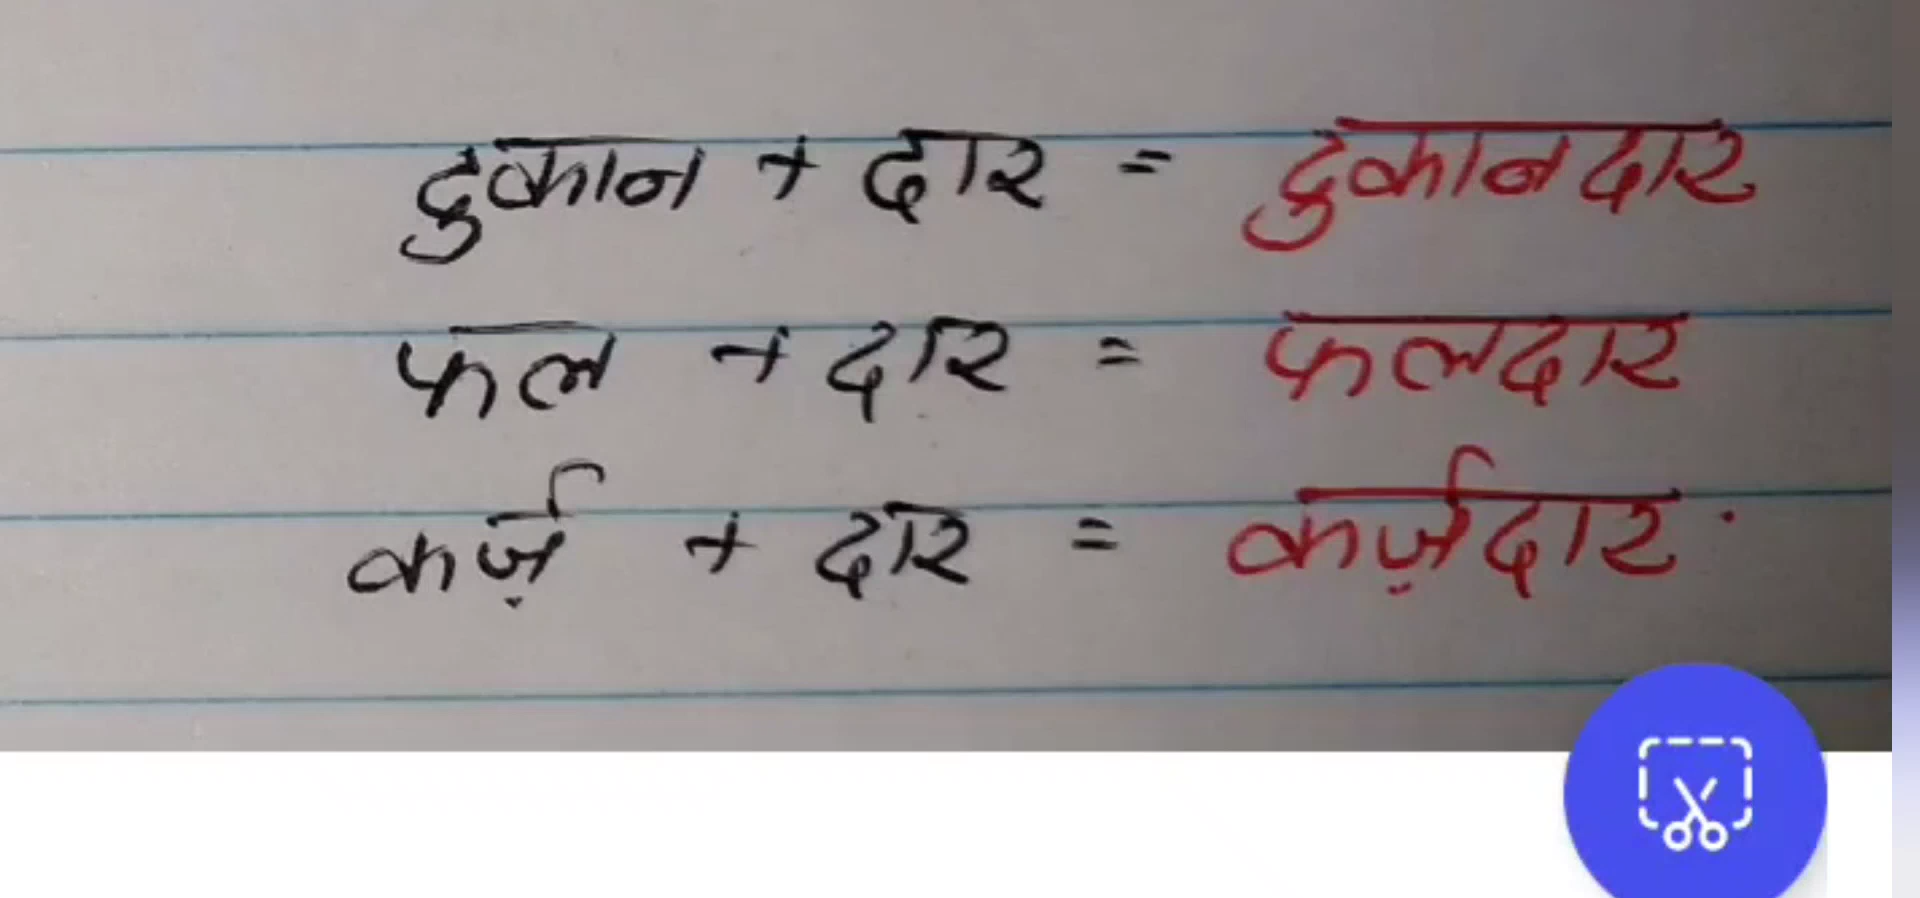 दुकान + दार = दुकानदार
फल + दार = फलदार
कर्ज़ + दार = कर्ज़दार.